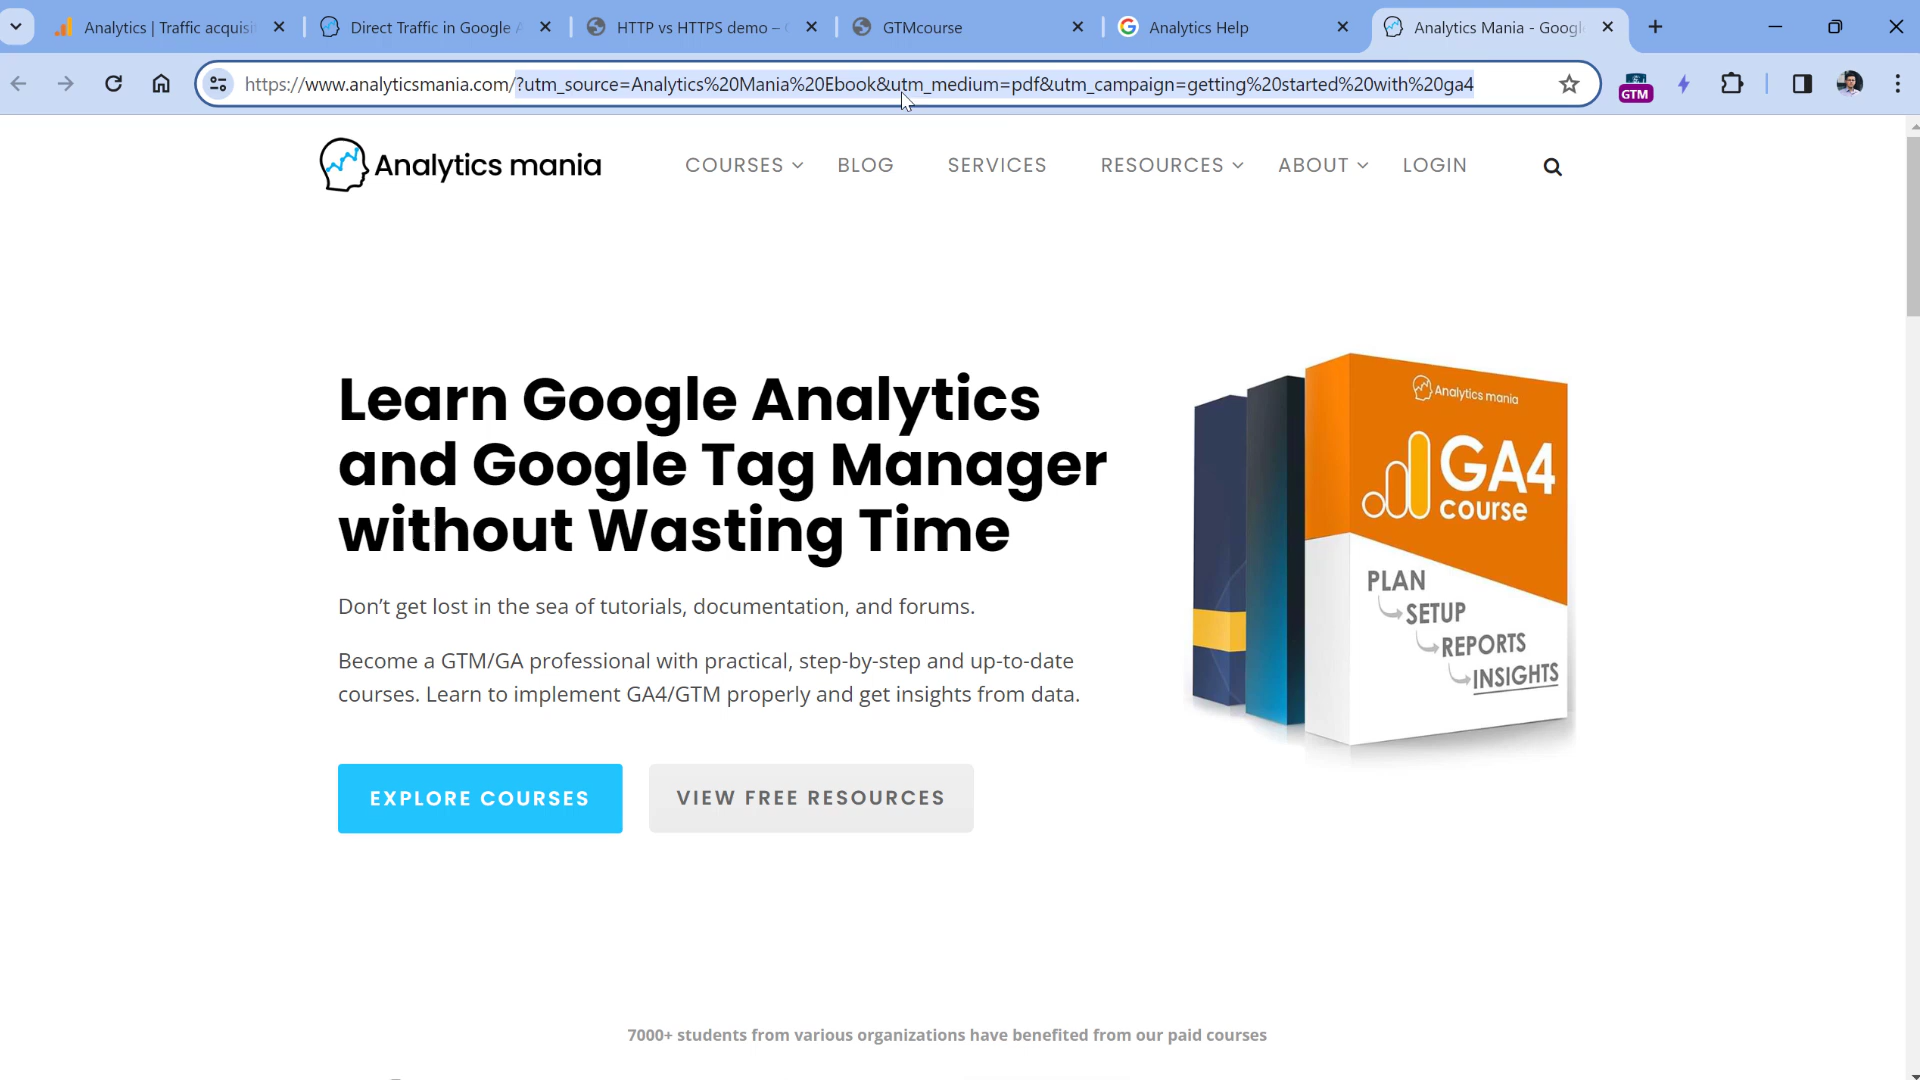 Analytics | Traffic acquisi
Direct Traffic in Google A
HTTP vs HTTPS demo –
GTMcourse
Analytics Help
Analytics Mania - Googl
https://www.analyticsmania.com/?utm_source=Analytics%20Mania%20Ebook&utm_medium=pdf&utm_campaign=getting%20started%20with%20ga4
GTM
Analytics mania
COURSES
BLOG
SERVICES
RESOURCES
ABOUT
LOGIN
Learn Google Analytics
and Google Tag Manager
without Wasting Time
Don't get lost in the sea of tutorials, documentation, and forums.
Become a GTM/GA professional with practical, step-by-step and up-to-date
courses. Learn to implement GA4/GTM properly and get insights from data.
EXPLORE COURSES
VIEW FREE RESOURCES
Analytics mania
GA4
course
PLAN
SETUP
REPORTS
INSIGHTS
7000+ students from various organizations have benefited from our paid courses